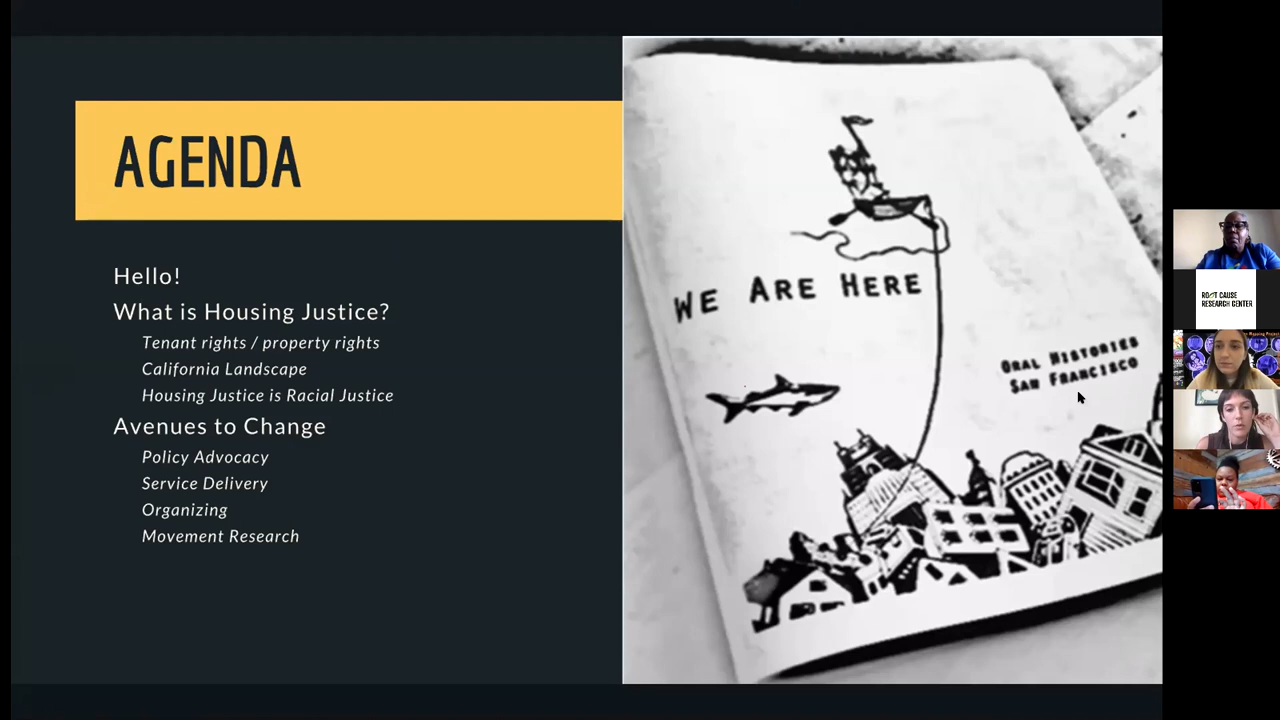 AGENDA
Hello!
What is Housing Justice?
Tenant rights / property rights
California Landscape
Housing Justice is Racial Justice
Avenues to Change
Policy Advocacy
Service Delivery
Organizing
Movement Research
WE ARE HERE
ORAL HISTORIES
SAN FRANCISCO
ROOT CAUSE
RESEARCH CENTER